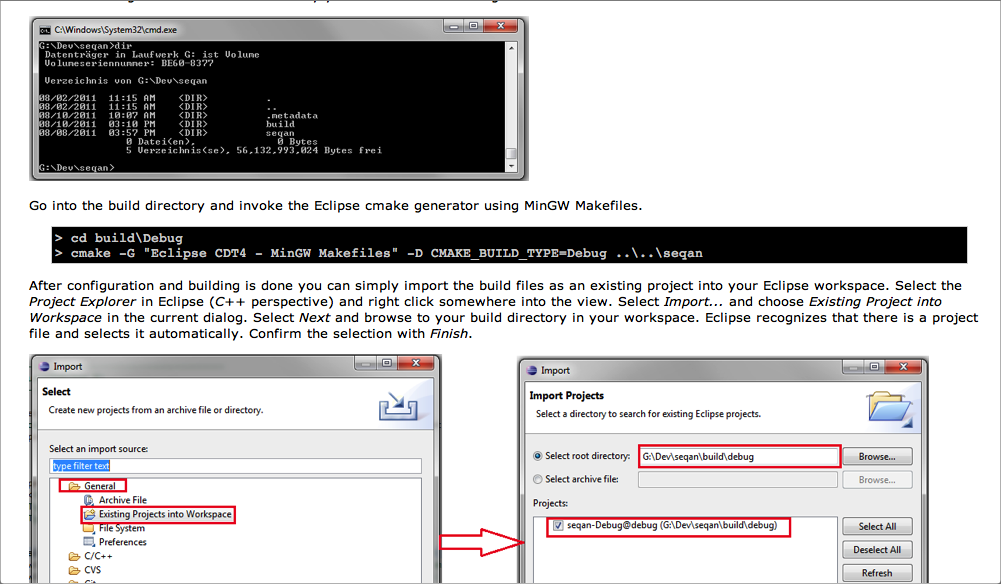 C:\Windows\System32\cmd.exe
G:\Dev\seqan>dir
Datenträger in Laufwerk G: ist Volume
Volumeseriennummer: BE60-8377
Verzeichnis von G:\Dev\seqan
08/02/2011 11:15 AM <DIR> .
08/02/2011 11:15 AM <DIR> ..
08/10/2011 10:07 AM <DIR> .metadata
08/10/2011 03:10 PM <DIR> build
08/08/2011 03:57 PM <DIR> seqan
0 Datei(en), 0 Bytes
5 Verzeichnis(se), 56,132,993,024 Bytes frei
G:\Dev\seqan>
Go into the build directory and invoke the Eclipse cmake generator using MinGW Makefiles.
> cd build\Debug
> cmake -G "Eclipse CDT4 - MinGW Makefiles" -D CMAKE_BUILD_TYPE=Debug ..\..\seqan
After configuration and building is done you can simply import the build files as an existing project into your Eclipse workspace. Select the
Project Explorer in Eclipse (C++ perspective) and right click somewhere into the view. Select Import... and choose Existing Project into
Workspace in the current dialog. Select Next and browse to your build directory in your workspace. Eclipse recognizes that there is a project
file and selects it automatically. Confirm the selection with Finish.
Import
Select
Create new projects from an archive file or directory.
Select an import source:
type filter text
General
Archive File
Existing Projects into Workspace
File System
Preferences
C/C++
CVS
Import
Import Projects
Select a directory to search for existing Eclipse projects.
Select root directory: G:\Dev\seqan\build\debug Browse...
Select archive file: Browse...
Projects:
seqan-Debug@debug (G:\Dev\seqan\build\debug) Select All
Deselect All
Refresh